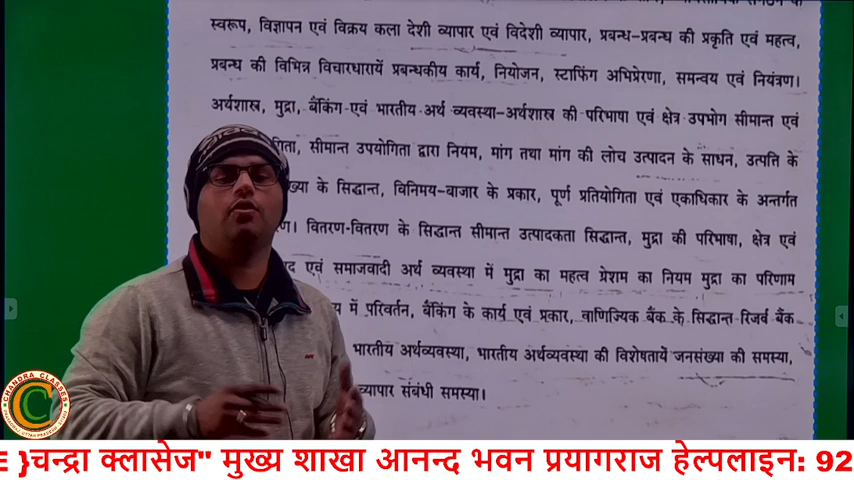 स्वरूप, विज्ञापन एवं विक्रय कला देशी व्यापार एवं विदेशी व्यापार, प्रबन्ध-प्रबन्ध की प्रकृति एवं महत्व,
प्रबन्ध की विभिन्न विचारधारायें प्रबन्धकीय कार्य, नियोजन, स्टाफिंग अभिप्रेरणा, समन्वय एवं नियंत्रण।
अर्थशास्त्र, मुद्रा, बैंकिंग एवं भारतीय अर्थ व्यवस्था-अर्थशास्त्र की परिभाषा एवं क्षेत्र उपभोग सीमान्त एवं
सीमान्त उपयोगिता द्वारा नियम, मांग तथा मांग की लोच उत्पादन के साधन, उत्पति के
के सिद्धान्त, विनिमय-बाजार के प्रकार, पूर्ण प्रतियोगिता एवं एकाधिकार के अन्तर्गत
वितरण-वितरण के सिद्धान्त सीमान्त उत्पादकता सिद्धान्त, मुद्रा की परिभाषा, क्षेत्र एवं
एवं समाजवादी अर्थ व्यवस्था में मुद्रा का महत्व ग्रेशम का नियम मुद्रा का परिणाम
में परिवर्तन, बैंकिंग के कार्य एवं प्रकार, वाणिज्यिक बैंक के सिद्धान्त रिजर्व बैंक
भारतीय अर्थव्यवस्था, भारतीय अर्थव्यवस्था की विशेषतायें जनसंख्या की समस्या,
व्यापार संबंधी समस्या।
CHANDRA CLASSES
E }चन्द्रा क्लासेज" मुख्य शाखा आनन्द भवन प्रयागराज हेल्पलाइन: 92